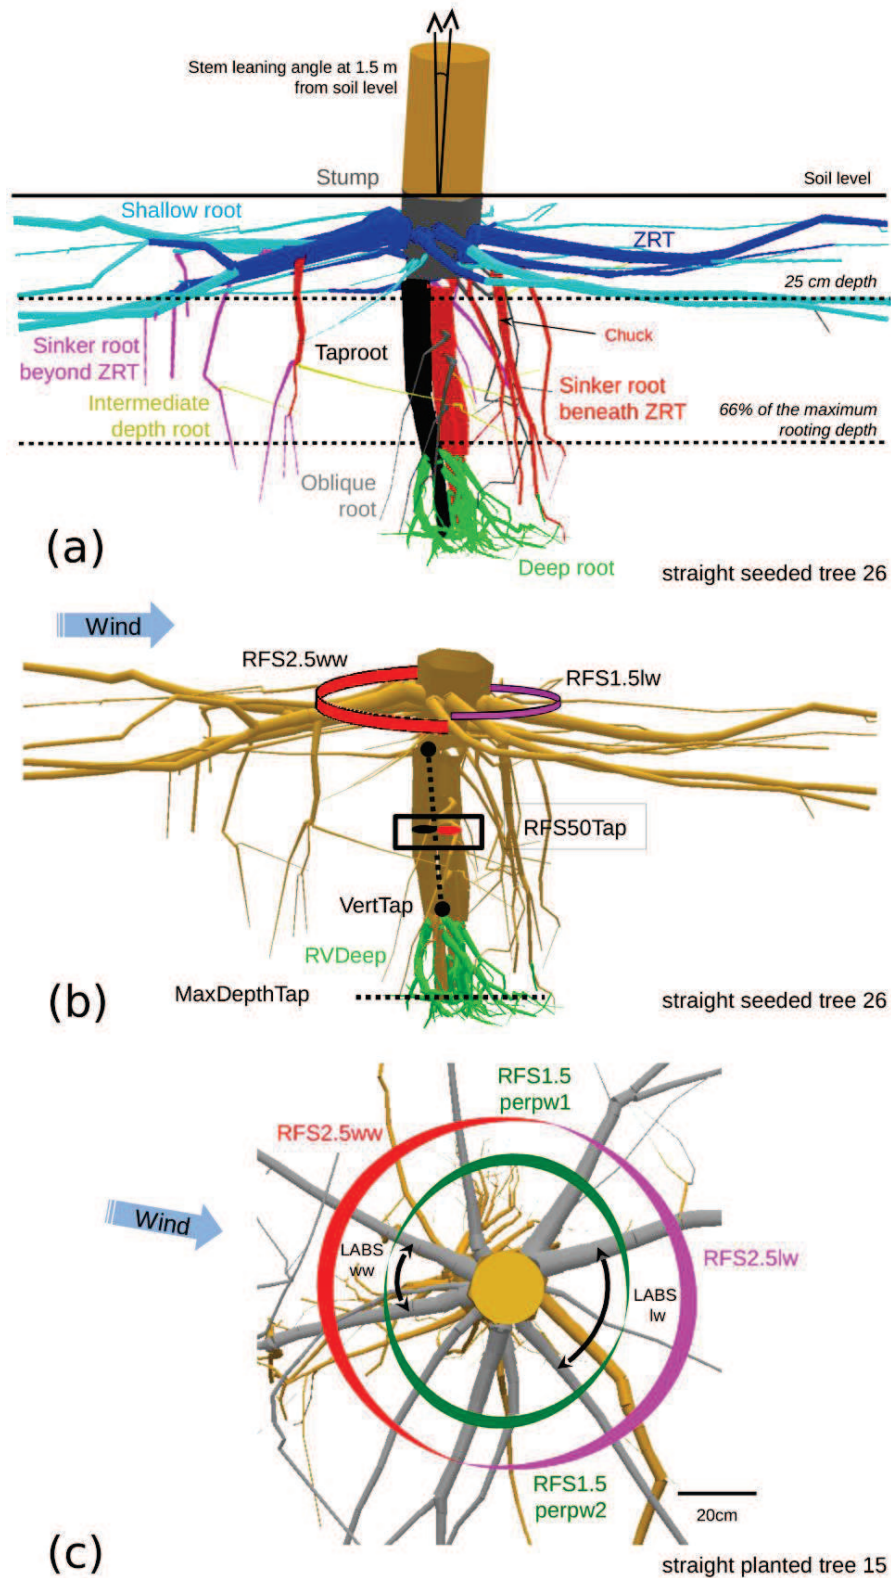 Stem leaning angle at 1.5 m
from soil level
Stump
Soil level
Shallow root
ZRT
25 cm depth
Sinker root
beyond ZRT
Taproot
Chuck
Intermediate
depth root
Sinker root
beneath ZRT
66% of the maximum
rooting depth
Oblique
root
Deep root
(a)
straight seeded tree 26
Wind
RFS2.5ww
RFS1.5lw
RFS50Tap
VertTap
RVDeep
MaxDepthTap
(b)
straight seeded tree 26
RFS1.5
perpw1
RFS2.5ww
Wind
LABS
ww
RFS2.5lw
LABS
lw
RFS1.5
perpw2
20cm
(c)
straight planted tree 15